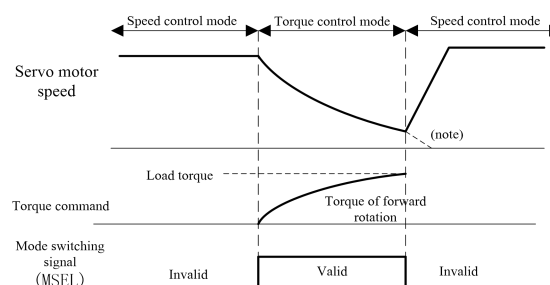 Speed control mode
Torque control mode
Speed control mode
Servo motor
speed
(note)
Load torque
Torque command
Torque of forward
rotation
Mode switching
signal
(MSEL)
Invalid
Valid
Invalid